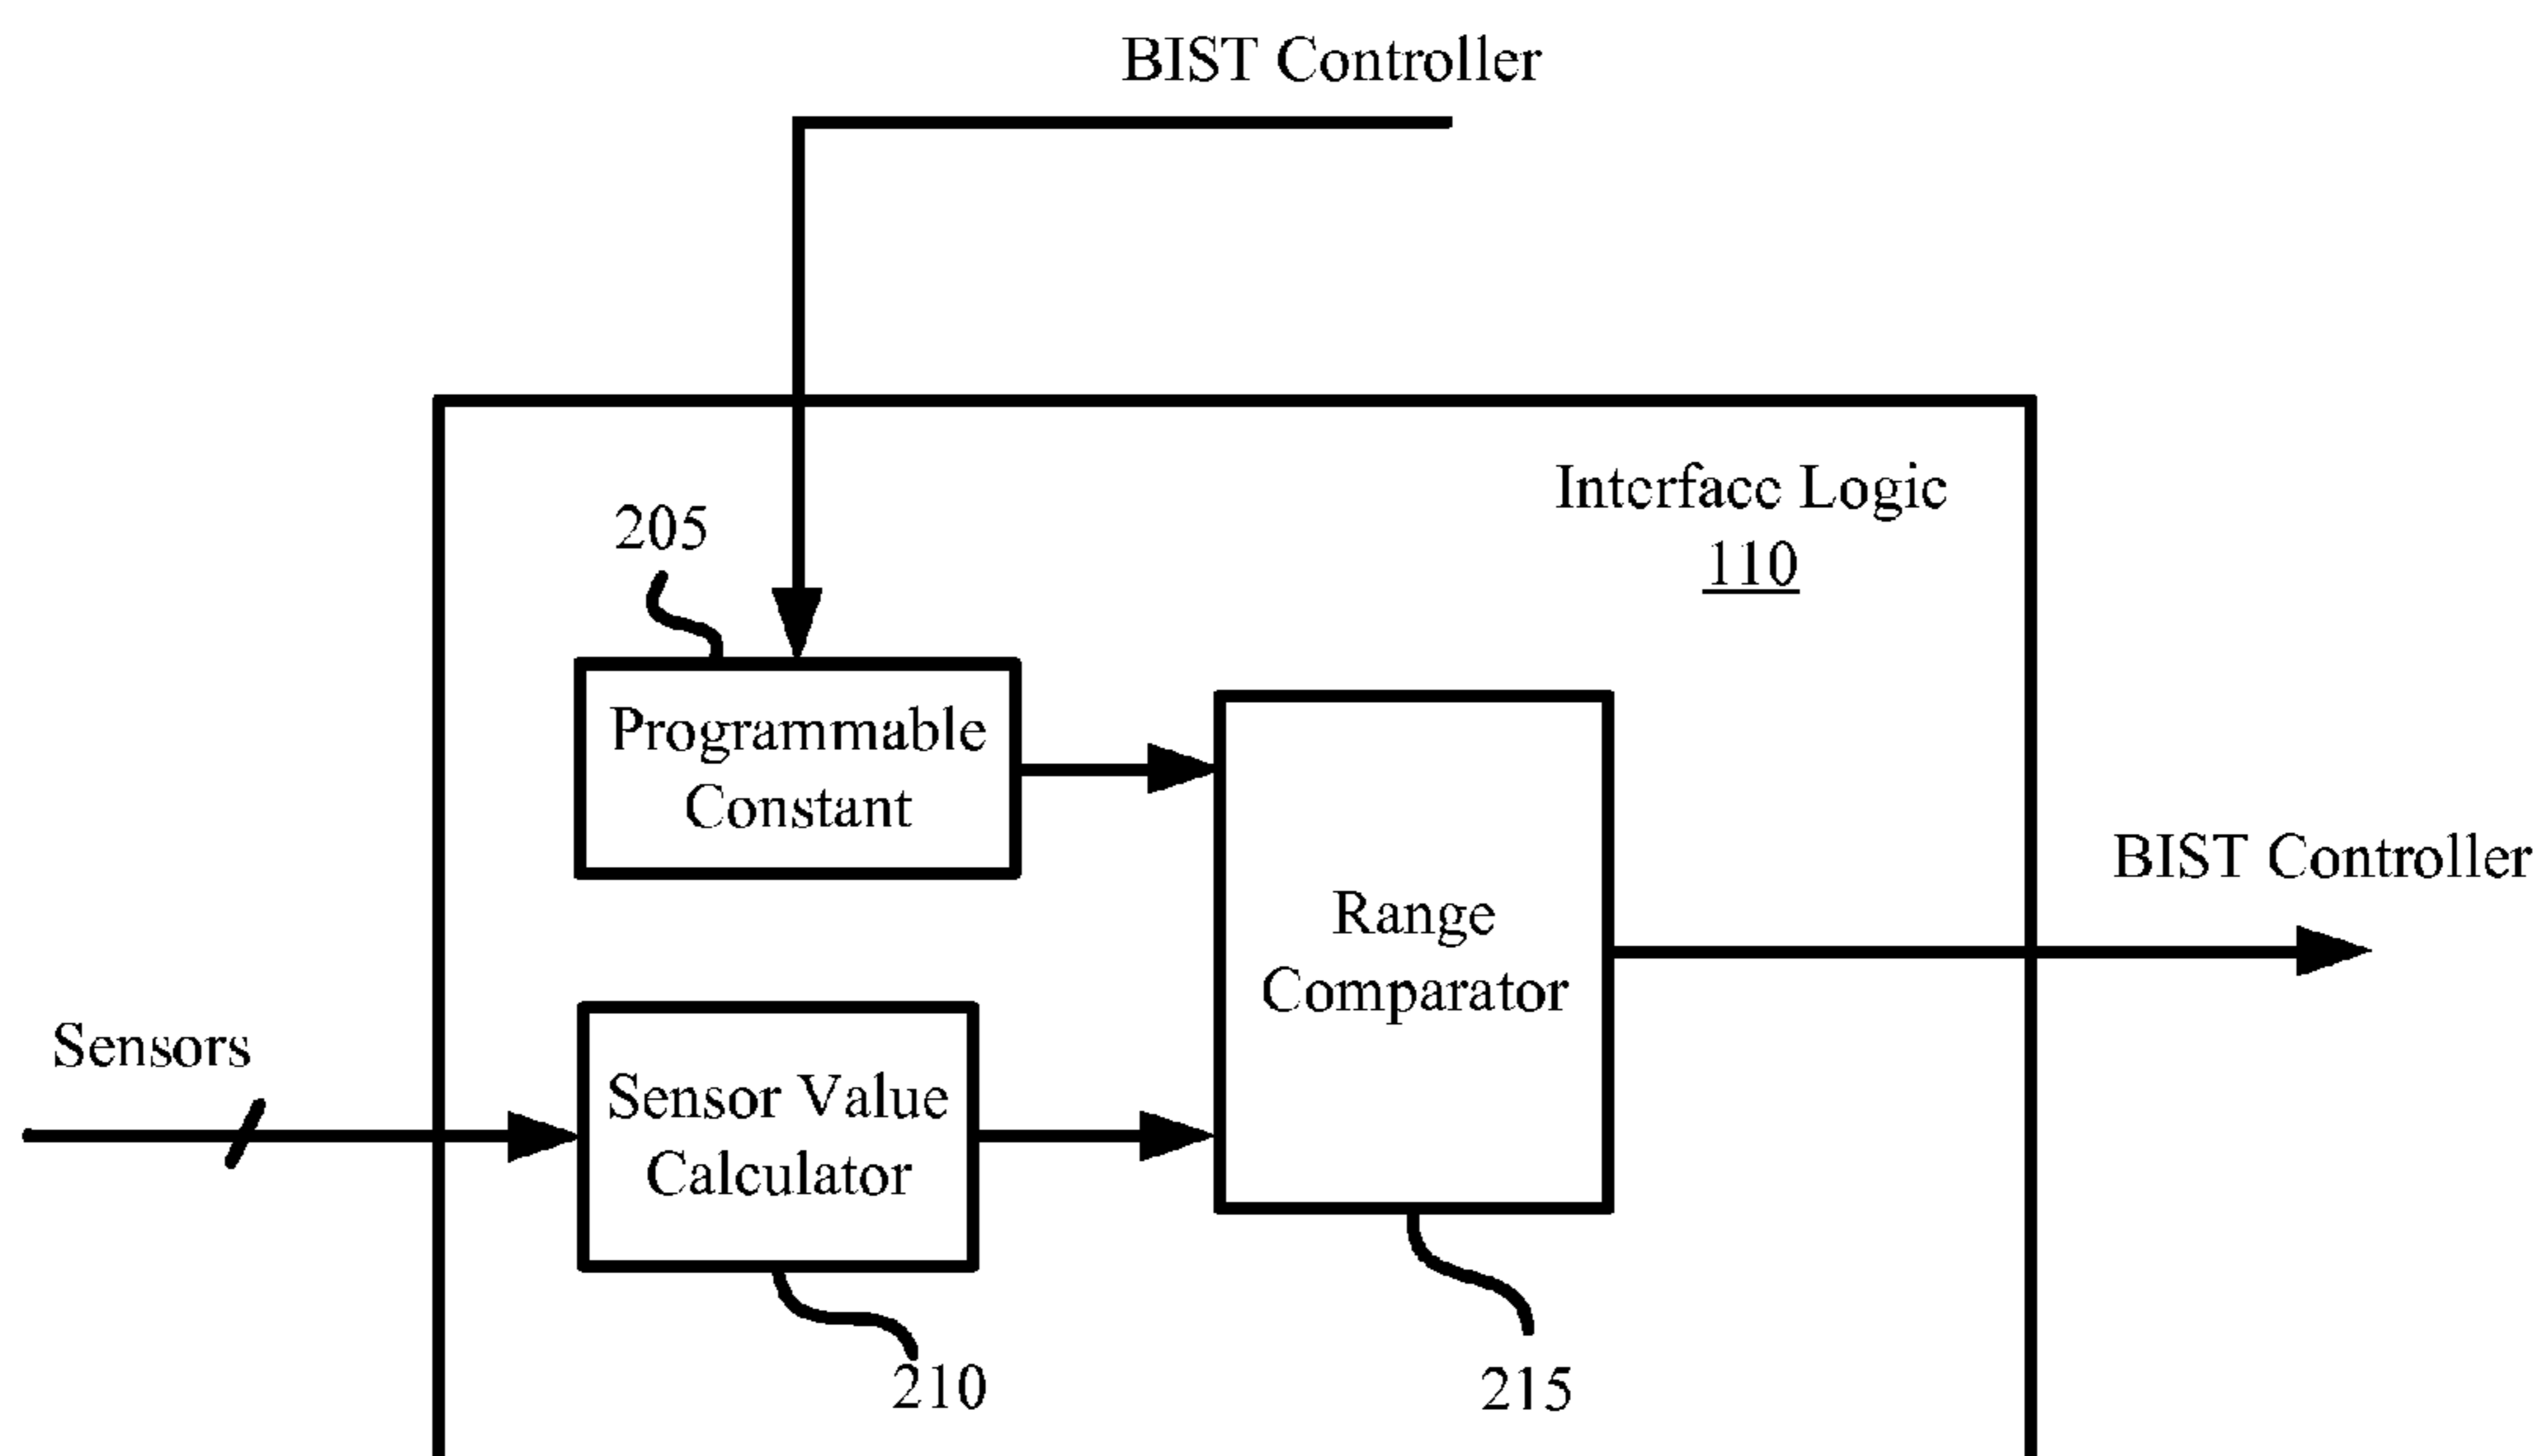 BIST Controller
Interface Logic
110
205
Programmable
Constant
Range
Comparator
BIST Controller
Sensors
Sensor Value
Calculator
210
215